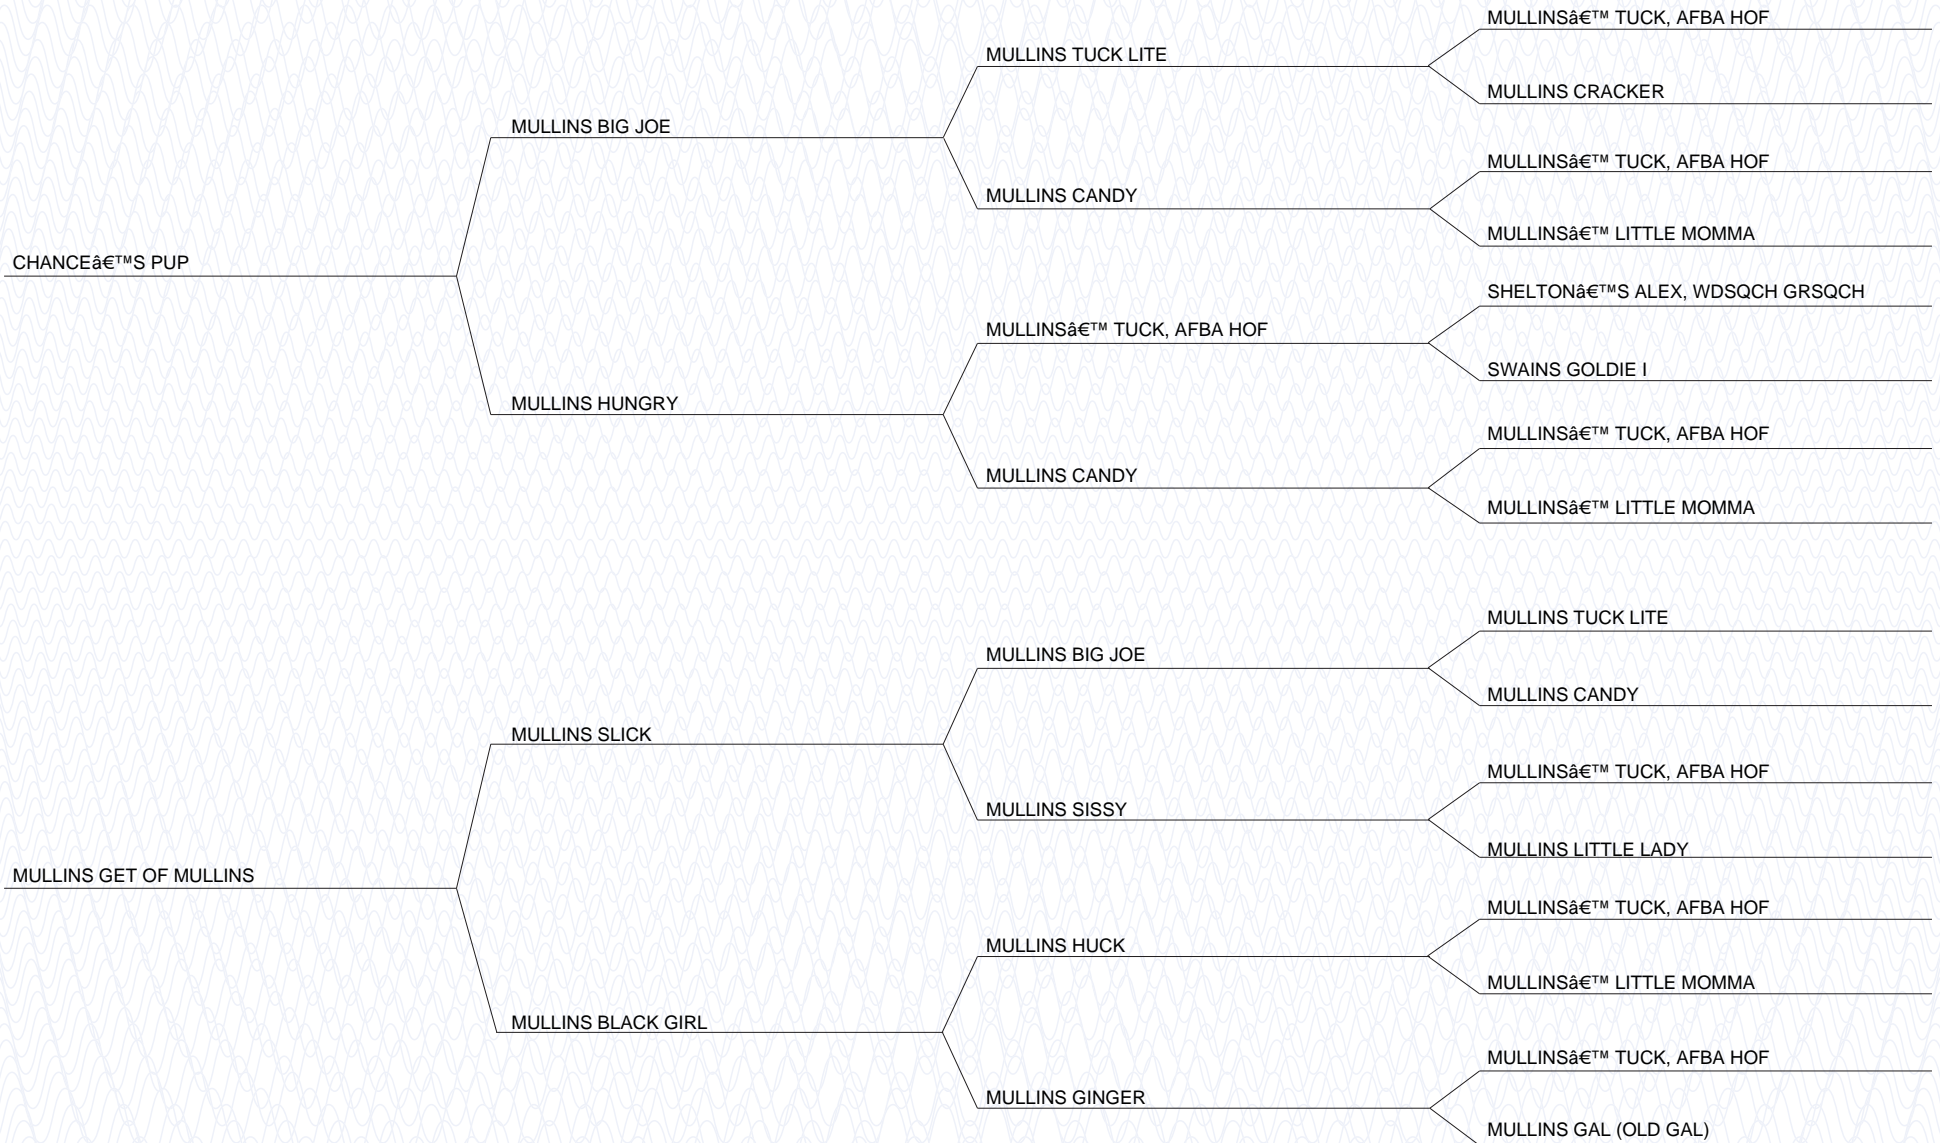 MULLINSâ€™ TUCK, AFBA HOF
MULLINS TUCK LITE
MULLINS CRACKER
MULLINS BIG JOE
MULLINSâ€™ TUCK, AFBA HOF
MULLINS CANDY
MULLINSâ€™ LITTLE MOMMA
CHANCEâ€™S PUP
SHELTONâ€™S ALEX, WDSQCH GRSQCH
MULLINSâ€™ TUCK, AFBA HOF
SWAINS GOLDIE I
MULLINS HUNGRY
MULLINSâ€™ TUCK, AFBA HOF
MULLINS CANDY
MULLINSâ€™ LITTLE MOMMA
MULLINS TUCK LITE
MULLINS BIG JOE
MULLINS CANDY
MULLINS SLICK
MULLINSâ€™ TUCK, AFBA HOF
MULLINS SISSY
MULLINS LITTLE LADY
MULLINS GET OF MULLINS
MULLINSâ€™ TUCK, AFBA HOF
MULLINS HUCK
MULLINSâ€™ LITTLE MOMMA
MULLINS BLACK GIRL
MULLINSâ€™ TUCK, AFBA HOF
MULLINS GINGER
MULLINS GAL (OLD GAL)